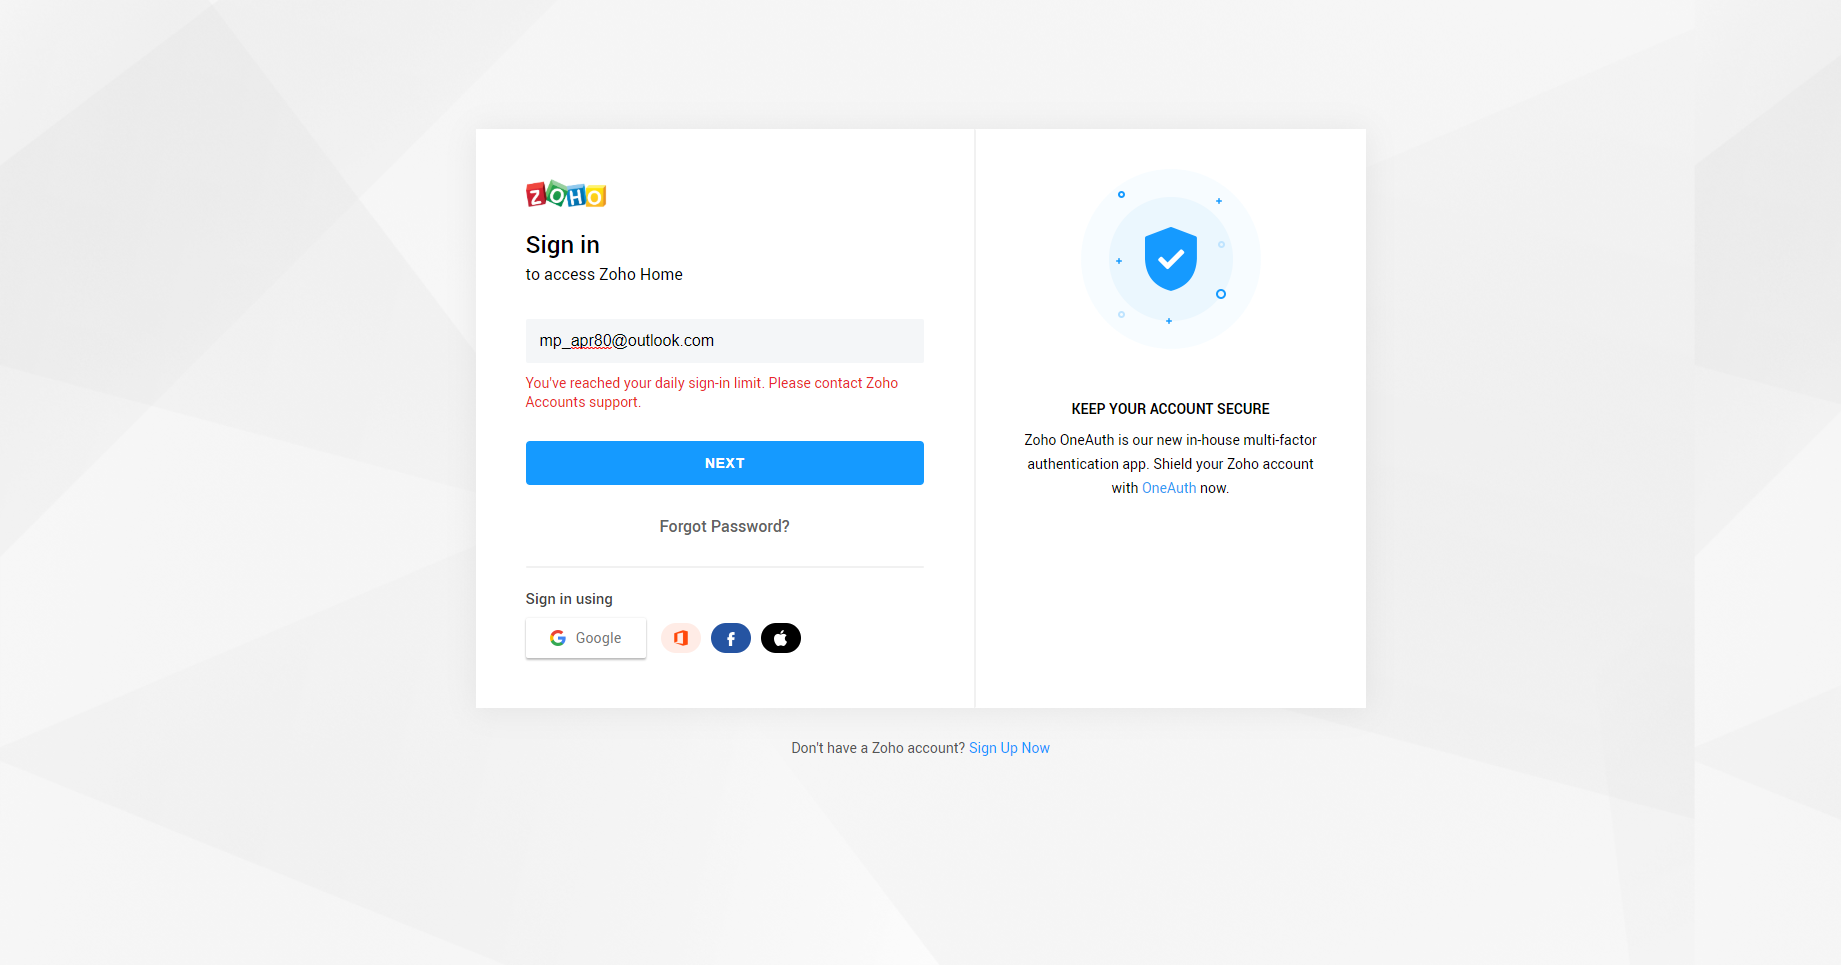 ZOHO
Sign in
to access Zoho Home
mp_apr80@outlook.com
You've reached your daily sign-in limit. Please contact Zoho
Accounts support.
NEXT
Forgot Password?
Sign in using
Google
KEEP YOUR ACCOUNT SECURE
Zoho OneAuth is our new in-house multi-factor
authentication app. Shield your Zoho account
with OneAuth now.
Don't have a Zoho account? Sign Up Now